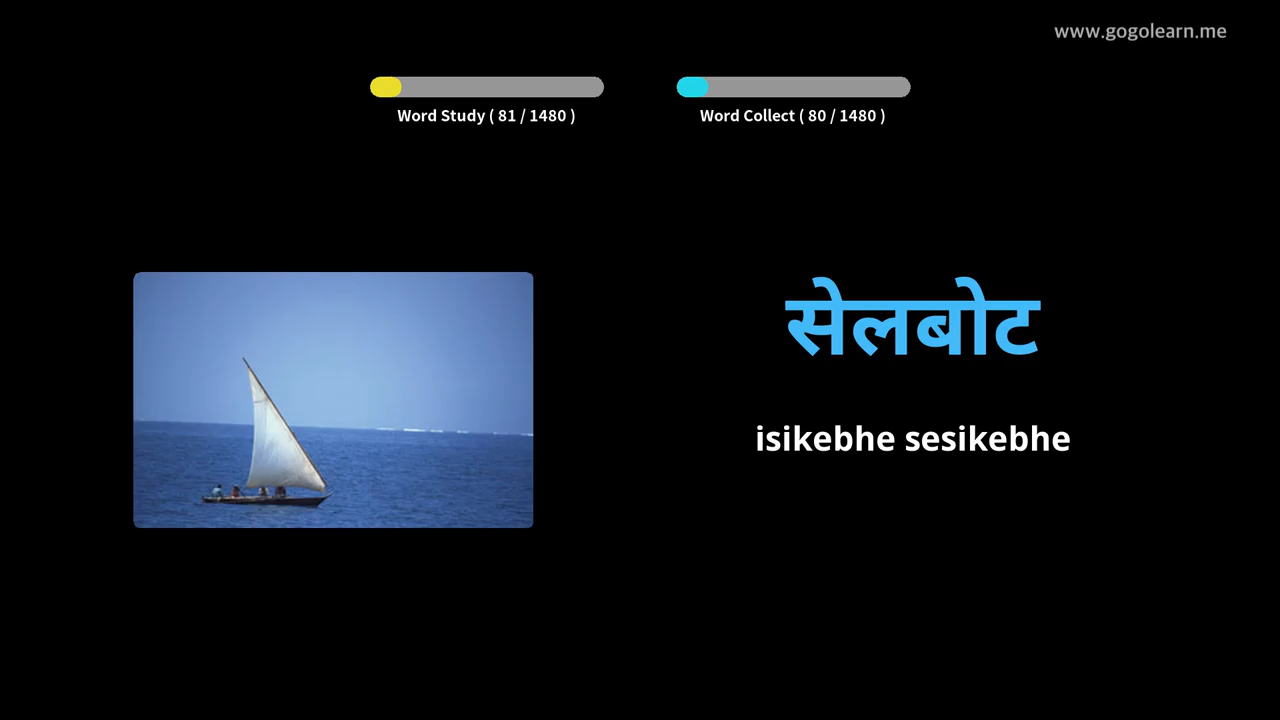 www.gogolearn.me
Word Study ( 81 / 1480 )
Word Collect ( 80 / 1480 )
सेलबोट
isikebhe sesikebhe